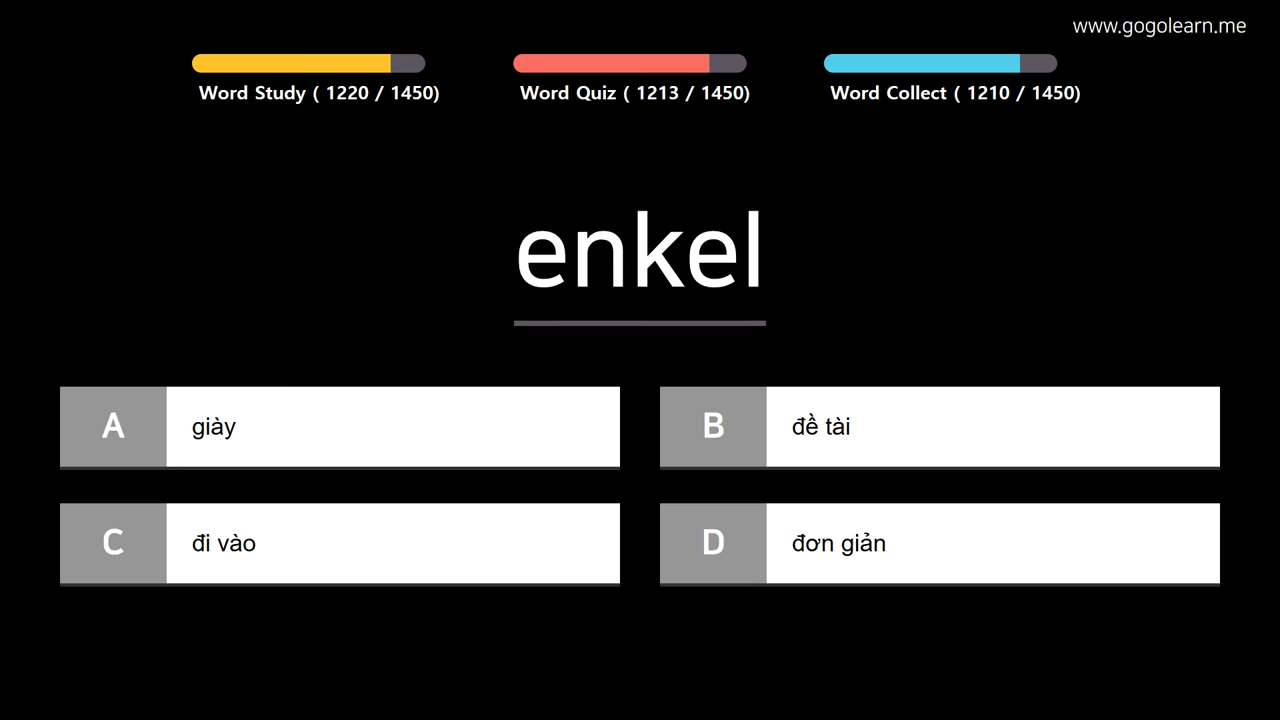 www.gogolearn.me
Word Study ( 1220 / 1450)
Word Quiz ( 1213 / 1450)
Word Collect ( 1210 / 1450)
enkel
A giày
B đề tài
C đi vào
D đơn giản